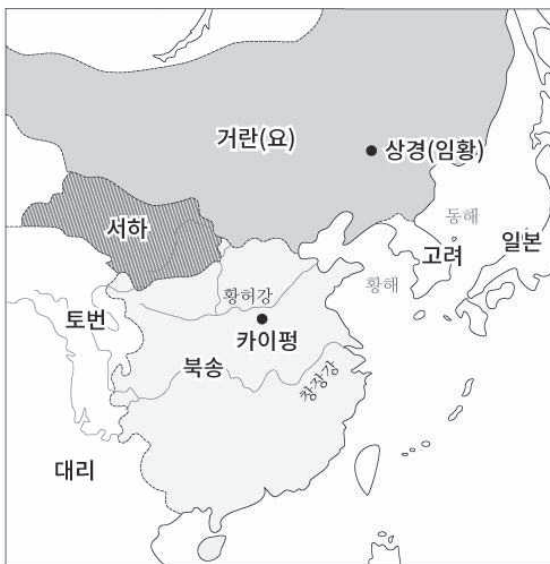 거란(요)
상경(임황)
서하
동해
고려
일본
황허강
황해
토번
카이펑
북송
창장강
대리